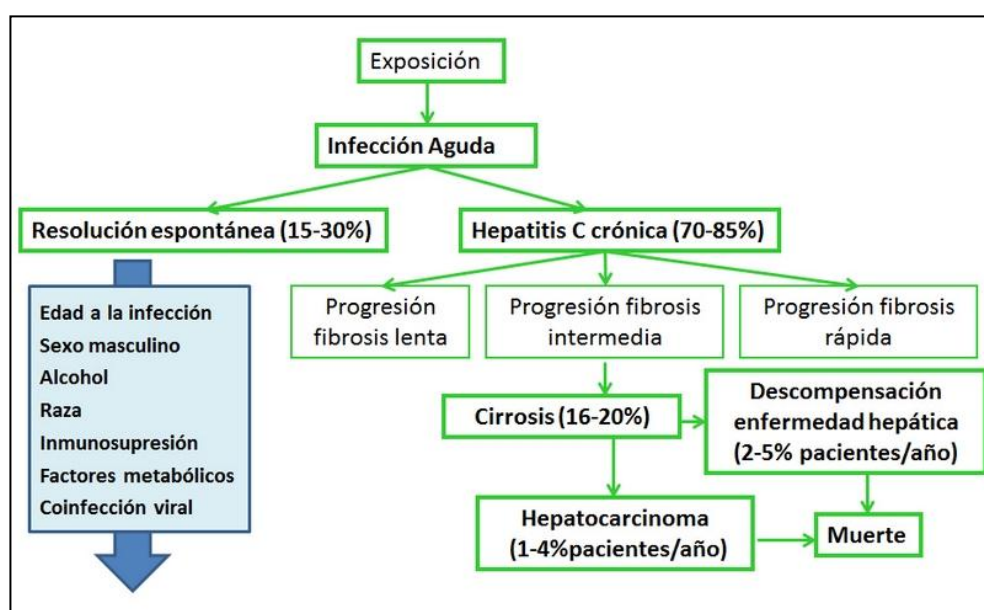 Exposición
Infección Aguda
Resolución espontánea (15-30%)
Hepatitis C crónica (70-85%)
Edad a la infección
Sexo masculino
Alcohol
Raza
Inmunosupresión
Factores metabólicos
Coinfección viral
Progresión
fibrosis lenta
Progresión fibrosis
intermedia
Progresión fibrosis
rápida
Cirrosis (16-20%)
Descompensación
enfermedad hepática
(2-5% pacientes/año)
Hepatocarcinoma
(1-4%pacientes/año)
Muerte